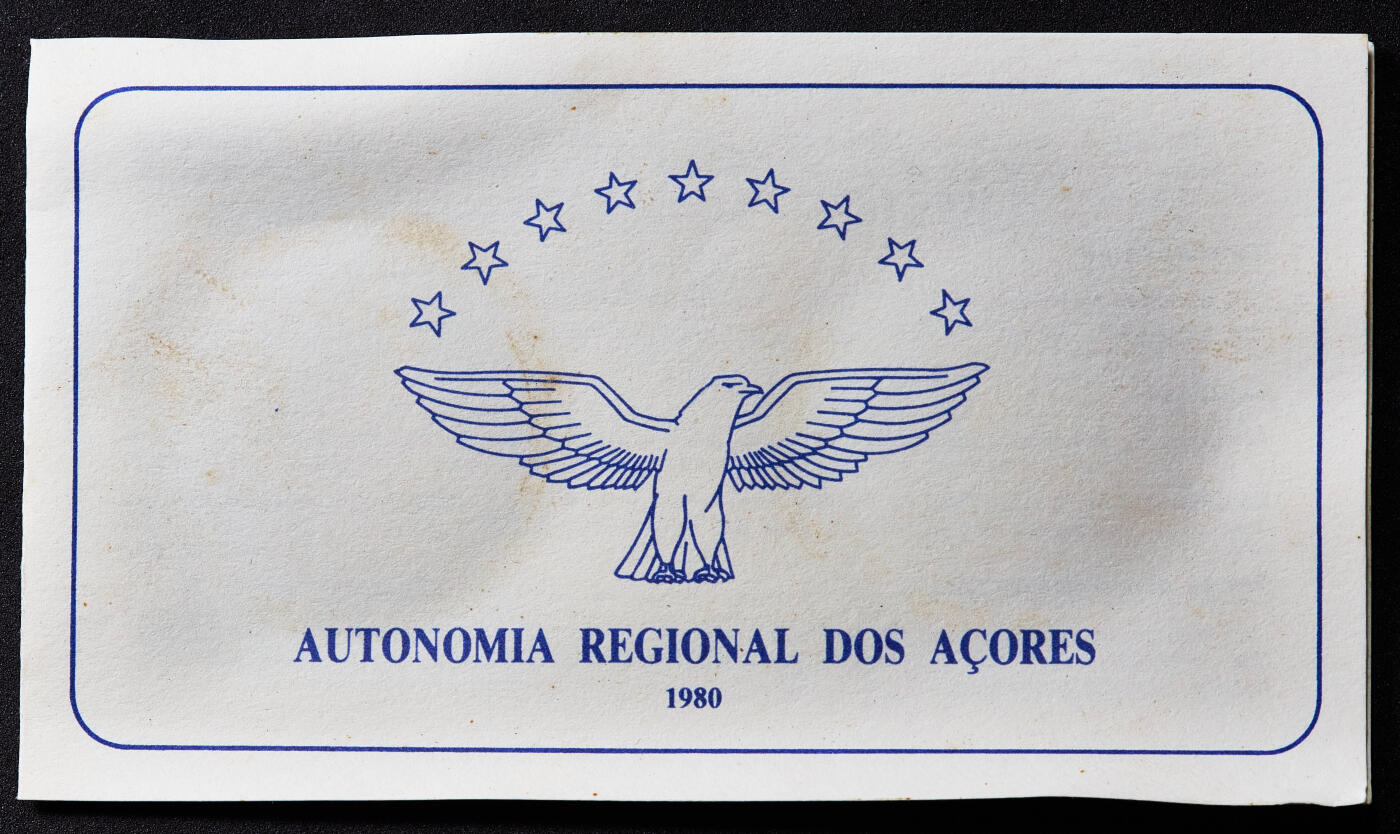 AUTONOMIA REGIONAL DOS AÇORES
1980